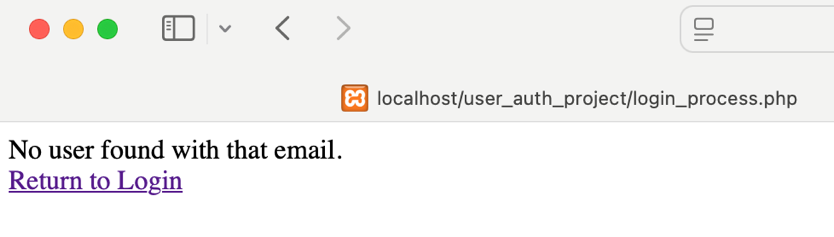 localhost/user_auth_project/login_process.php
No user found with that email.
Return to Login